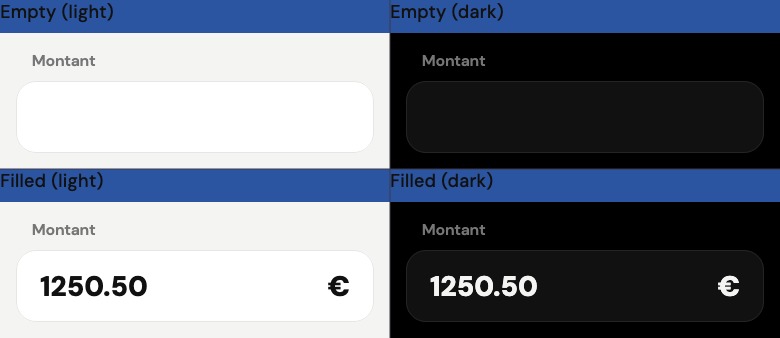 Empty (light)
Empty (dark)
Montant
Montant
Filled (light)
Filled (dark)
Montant
Montant
1250.50 €
1250.50 €